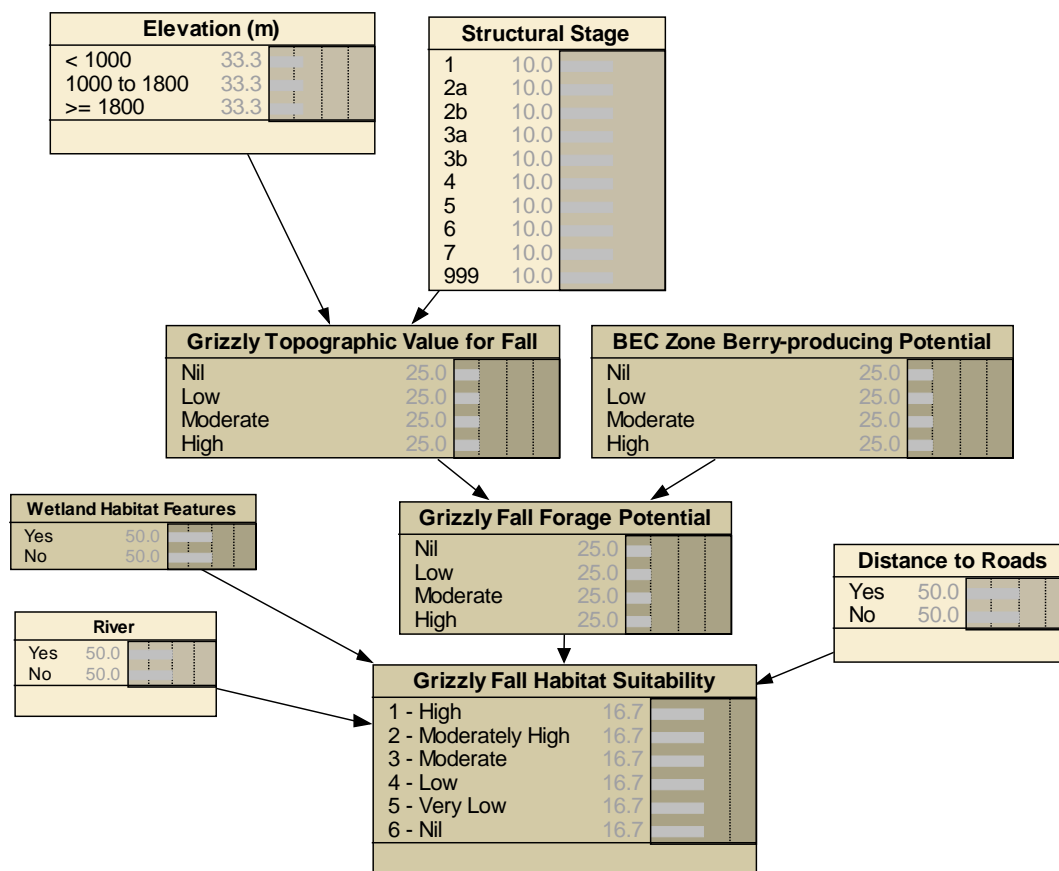 Elevation (m)
< 1000 33.3
1000 to 1800 33.3
>= 1800 33.3
Structural Stage
1 10.0
2a 10.0
2b 10.0
3a 10.0
3b 10.0
4 10.0
5 10.0
6 10.0
7 10.0
999 10.0
Grizzly Topographic Value for Fall
Nil 25.0
Low 25.0
Moderate 25.0
High 25.0
BEC Zone Berry-producing Potential
Nil 25.0
Low 25.0
Moderate 25.0
High 25.0
Wetland Habitat Features
Yes 50.0
No 50.0
Grizzly Fall Forage Potential
Nil 25.0
Low 25.0
Moderate 25.0
High 25.0
Distance to Roads
Yes 50.0
No 50.0
River
Yes 50.0
No 50.0
Grizzly Fall Habitat Suitability
1 - High 16.7
2 - Moderately High 16.7
3 - Moderate 16.7
4 - Low 16.7
5 - Very Low 16.7
6 - Nil 16.7